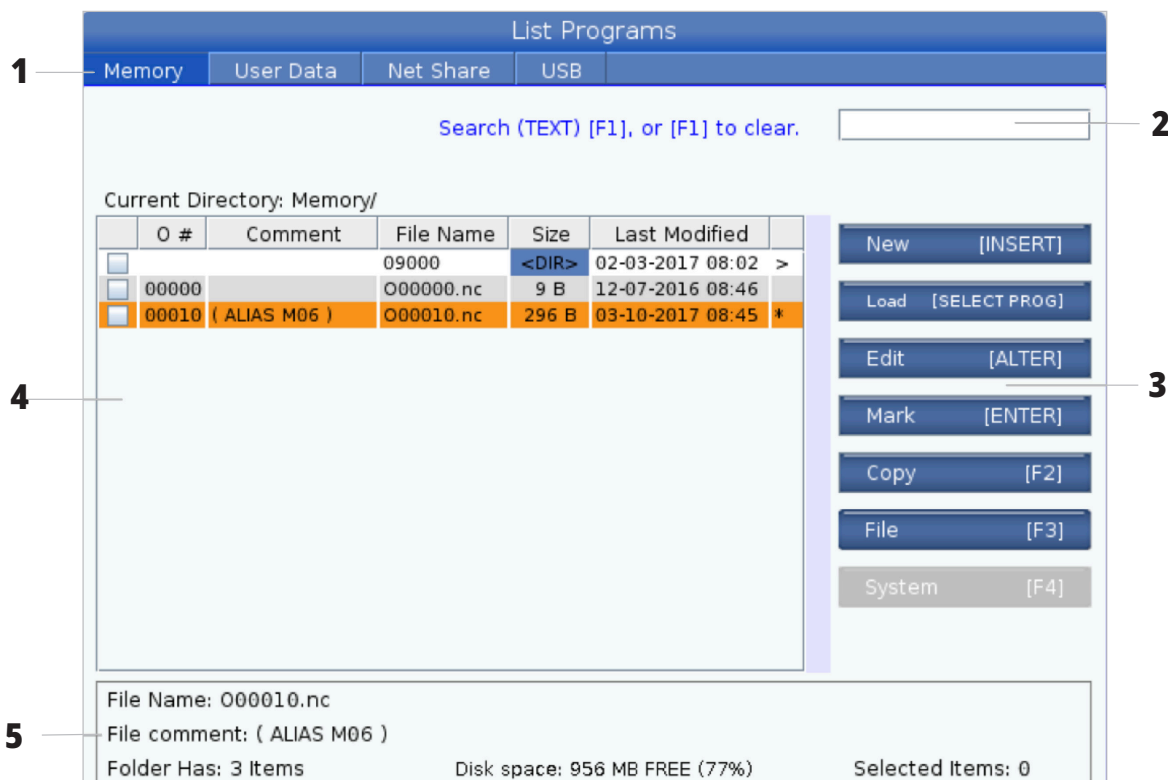 List Programs
1 Memory User Data Net Share USB
Search (TEXT) [F1], or [F1] to clear. 2
Current Directory: Memory/
O # Comment File Name Size Last Modified
09000 <DIR> 02-03-2017 08:02 >
00000 O00000.nc 9 B 12-07-2016 08:46
00010 ( ALIAS M06 ) O00010.nc 296 B 03-10-2017 08:45 *
4
New [INSERT]
Load [SELECT PROG]
Edit [ALTER]
3
Mark [ENTER]
Copy [F2]
File [F3]
System [F4]
File Name: O00010.nc
5 File comment: ( ALIAS M06 )
Folder Has: 3 Items Disk space: 956 MB FREE (77%) Selected Items: 0